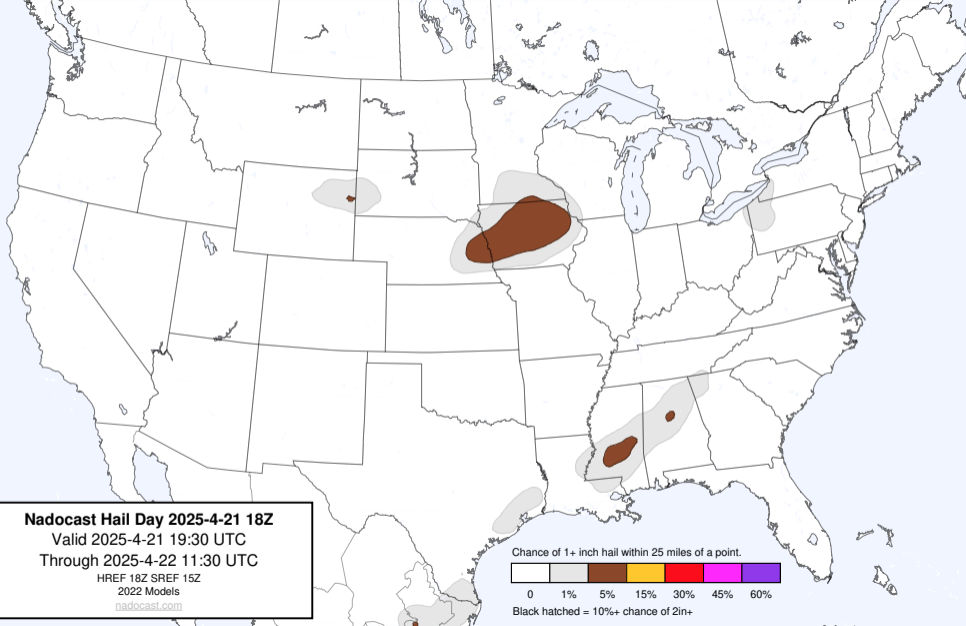 Nadocast Hail Day 2025-4-21 18Z
Valid 2025-4-21 19:30 UTC
Through 2025-4-22 11:30 UTC
HREF 18Z SREF 15Z
2022 Models
nadocast.com
Chance of 1+ inch hail within 25 miles of a point.
0 1% 5% 15% 30% 45% 60%
Black hatched = 10%+ chance of 2in+